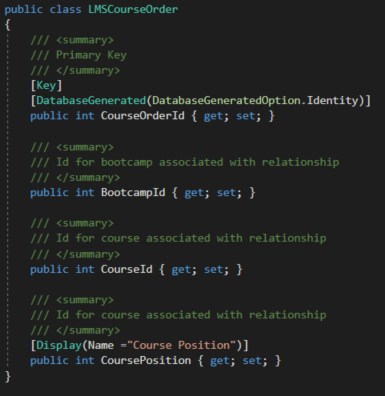 public class LMSCourseOrder
{
/// <summary>
/// Primary Key
/// </summary>
[Key]
[DatabaseGenerated(DatabaseGeneratedOption.Identity)]
public int CourseOrderId { get; set; }
/// <summary>
/// Id for bootcamp associated with relationship
/// </summary>
public int BootcampId { get; set; }
/// <summary>
/// Id for course associated with relationship
/// </summary>
public int CourseId { get; set; }
/// <summary>
/// Id for course associated with relationship
/// </summary>
[Display(Name ="Course Position")]
public int CoursePosition { get; set; }
}